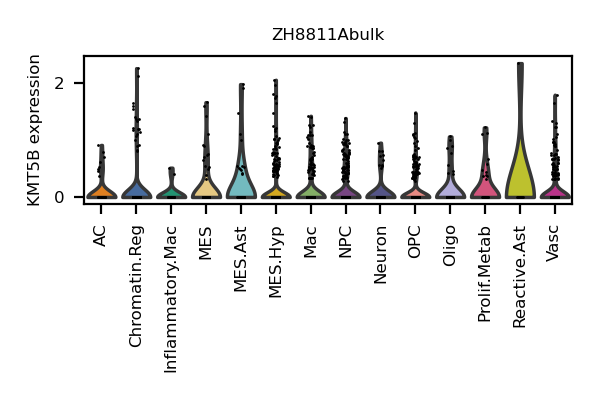 ZH8811Abulk
KMT5B expression
2
0
AC
Chromatin.Reg
Inflammatory.Mac
MES
MES.Ast
MES.Hyp
Mac
NPC
Neuron
OPC
Oligo
Prolif.Metab
Reactive.Ast
Vasc